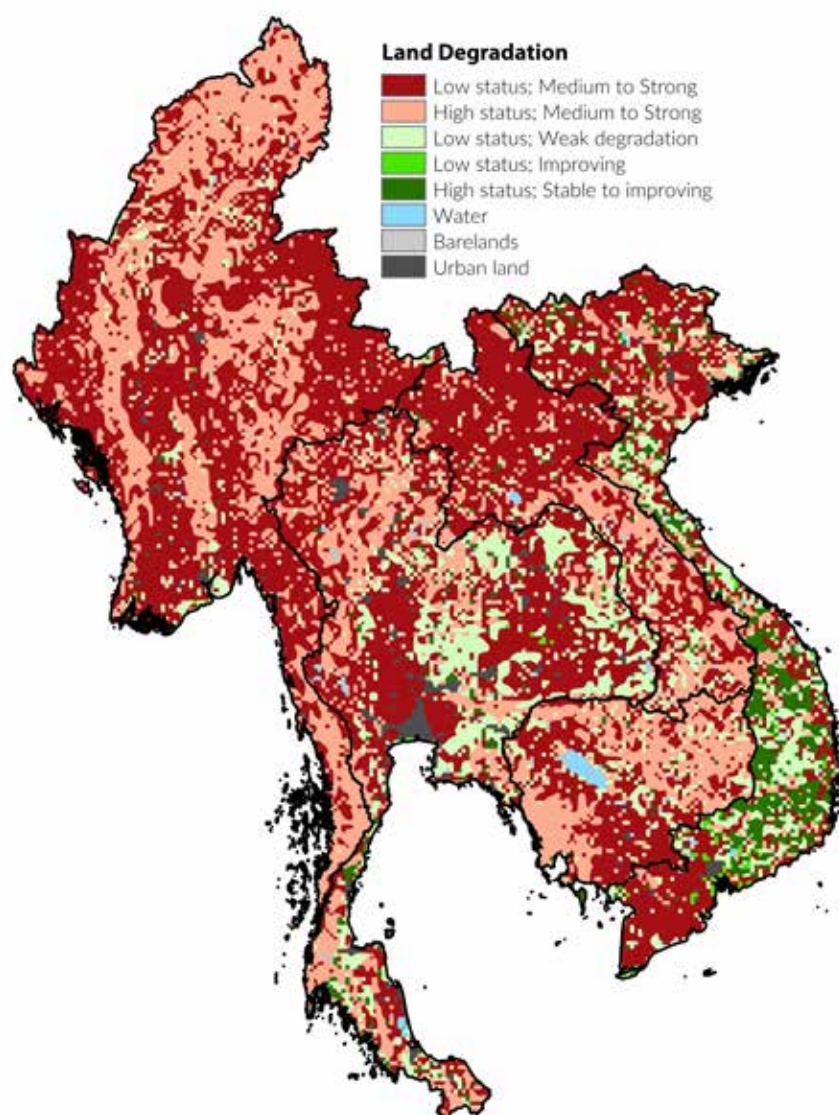 Land Degradation
Low status; Medium to Strong
High status; Medium to Strong
Low status; Weak degradation
Low status; Improving
High status; Stable to improving
Water
Barelands
Urban land